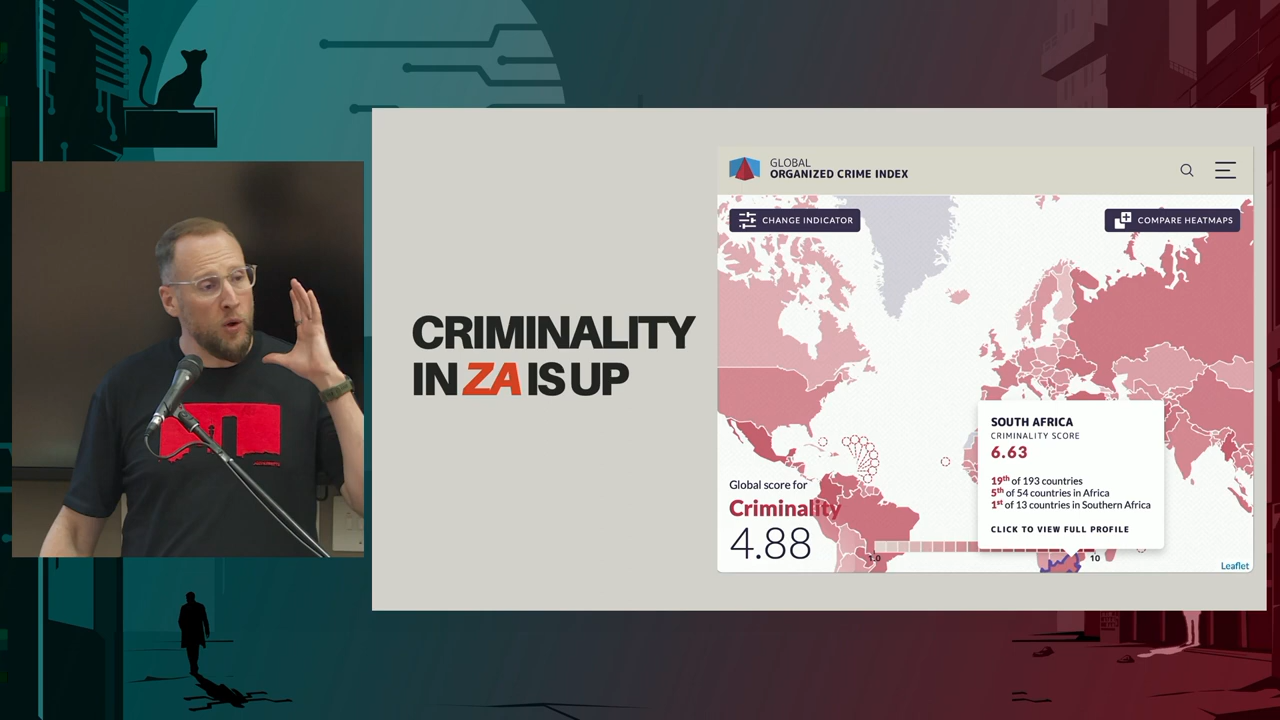 CRIMINALITY
IN ZA IS UP
GLOBAL
ORGANIZED CRIME INDEX
CHANGE INDICATOR
COMPARE HEATMAPS
SOUTH AFRICA
CRIMINALITY SCORE
6.63
19th of 193 countries
5th of 54 countries in Africa
1st of 13 countries in Southern Africa
CLICK TO VIEW FULL PROFILE
Global score for
Criminality
4.88
1.0
10
Leaflet